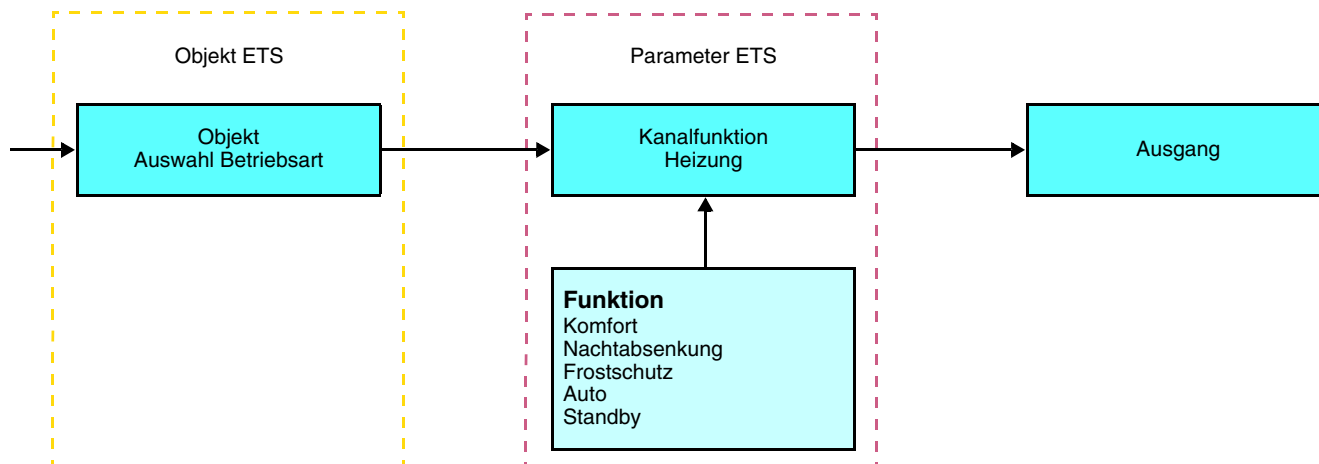 Objekt ETS
Parameter ETS
Objekt
Auswahl Betriebsart
Kanalfunktion
Heizung
Ausgang
Funktion
Komfort
Nachtabsenkung
Frostschutz
Auto
Standby